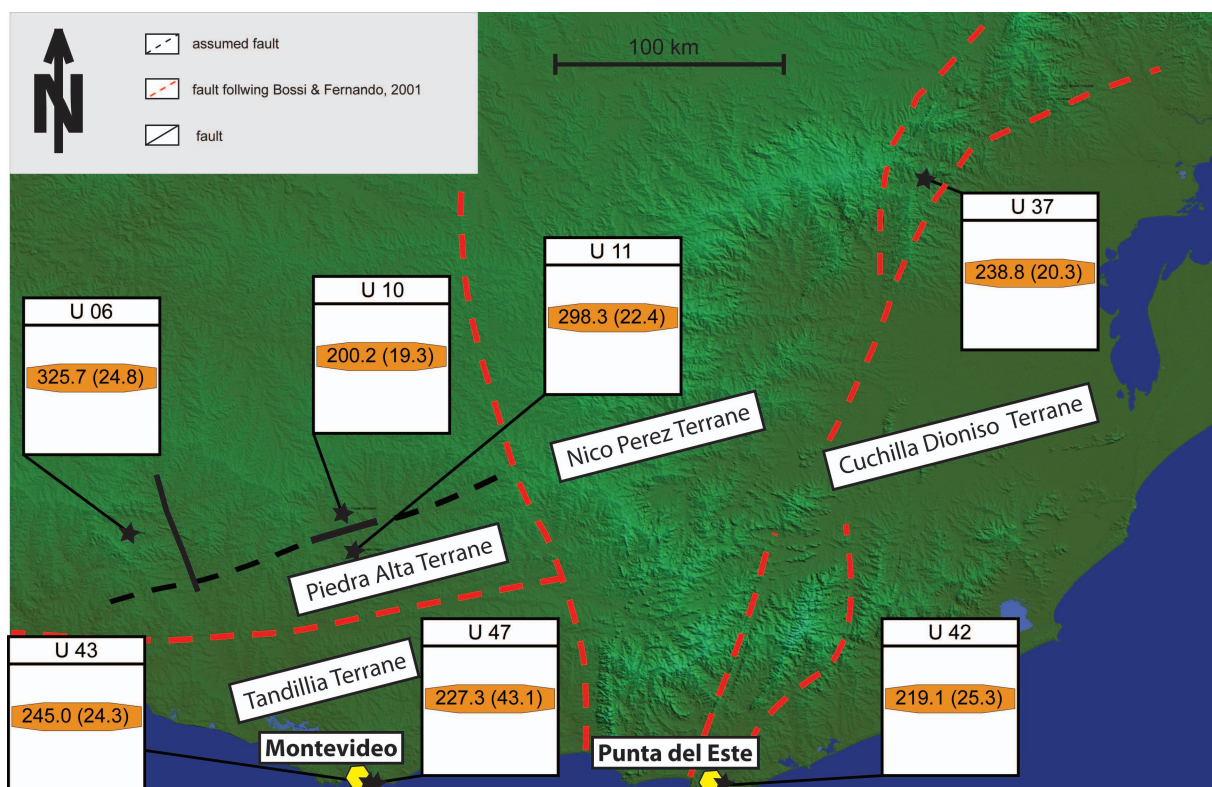 N
assumed fault
fault follwing Bossi & Fernando, 2001
fault
100 km
U 37
238.8 (20.3)
U 11
298.3 (22.4)
U 10
200.2 (19.3)
U 06
325.7 (24.8)
Nico Perez Terrane
Cuchilla Dioniso Terrane
Piedra Alta Terrane
Tandillia Terrane
U 43
245.0 (24.3)
U 47
227.3 (43.1)
U 42
219.1 (25.3)
Montevideo
Punta del Este